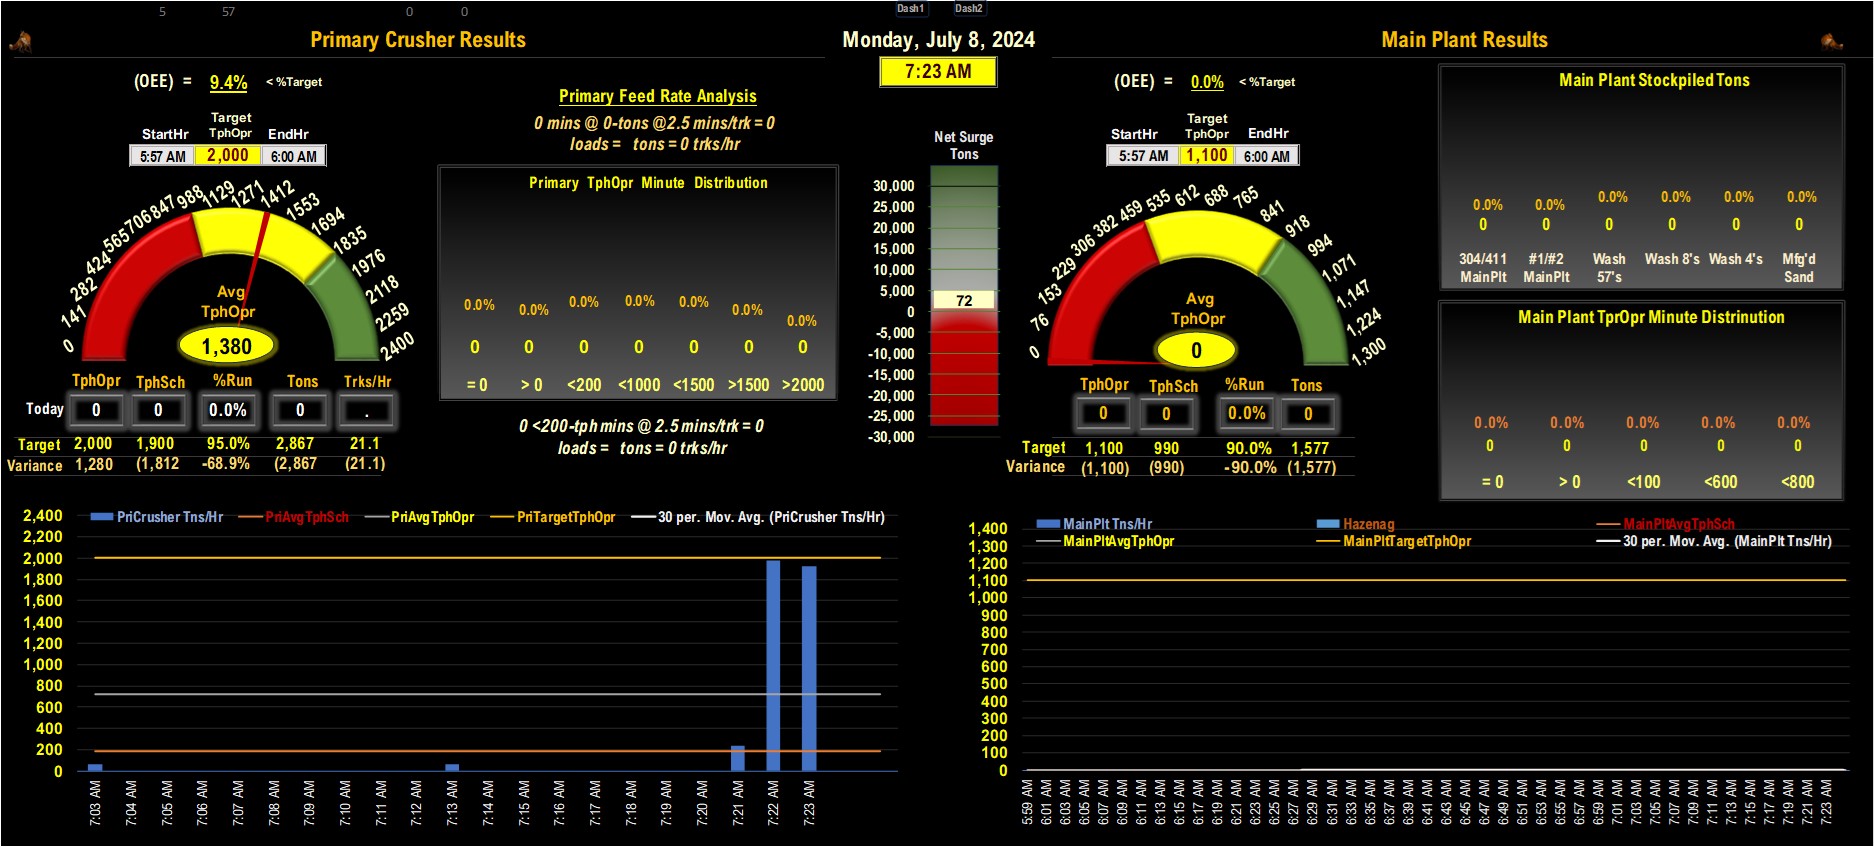 5 57 0 0 Dash1 Dash2
Primary Crusher Results
Monday, July 8, 2024
Main Plant Results
7:23 AM
(OEE) = 9.4% < %Target
Target
StartHr TphOpr EndHr
5:57 AM 2,000 6:00 AM
0 141 282 424 565 706 847 988 1129 1271 1412 1553 1694 1835 1976 2118 2259 2400
Avg
TphOpr
1,380
TphOpr TphSch %Run Tons Trks/Hr
Today 0 0 0.0% 0 .
Target 2,000 1,900 95.0% 2,867 21.1
Variance 1,280 (1,812 -68.9% (2,867 (21.1)
Primary Feed Rate Analysis
0 mins @ 0-tons @2.5 mins/trk = 0
loads = tons = 0 trks/hr
Primary TphOpr Minute Distribution
0.0% 0.0% 0.0% 0.0% 0.0% 0.0% 0.0%
0 0 0 0 0 0 0
= 0 > 0 <200 <1000 <1500 >1500 >2000
0 <200-tph mins @ 2.5 mins/trk = 0
loads = tons = 0 trks/hr
Net Surge
Tons
30,000
25,000
20,000
15,000
10,000
5,000
72
0
-5,000
-10,000
-15,000
-20,000
-25,000
-30,000
(OEE) = 0.0% < %Target
Target
StartHr TphOpr EndHr
5:57 AM 1,100 6:00 AM
0 76 153 229 306 382 459 535 612 688 765 841 918 994 1,071 1,147 1,224 1,300
Avg
TphOpr
0
TphOpr TphSch %Run Tons
0 0 0.0% 0
Target 1,100 990 90.0% 1,577
Variance (1,100) (990) -90.0% (1,577)
Main Plant Stockpiled Tons
0.0% 0.0% 0.0% 0.0% 0.0% 0.0%
0 0 0 0 0 0
304/411 #1/#2 Wash Wash 8's Wash 4's Mfg'd
MainPlt MainPlt 57's Sand
Main Plant TprOpr Minute Distrinution
0.0% 0.0% 0.0% 0.0% 0.0%
0 0 0 0 0
= 0 > 0 <100 <600 <800
PriCrusher Tns/Hr PriAvgTphSch PriAvgTphOpr PriTargetTphOpr 30 per. Mov. Avg. (PriCrusher Tns/Hr)
2,400
2,200
2,000
1,800
1,600
1,400
1,200
1,000
800
600
400
200
0
7:03 AM 7:04 AM 7:05 AM 7:06 AM 7:07 AM 7:08 AM 7:09 AM 7:10 AM 7:11 AM 7:12 AM 7:13 AM 7:14 AM 7:15 AM 7:16 AM 7:17 AM 7:18 AM 7:19 AM 7:20 AM 7:21 AM 7:22 AM 7:23 AM
MainPlt Tns/Hr Hazenag MainPltAvgTphSch
MainPltAvgTphOpr MainPltTargetTphOpr 30 per. Mov. Avg. (MainPlt Tns/Hr)
1,400
1,300
1,200
1,100
1,000
900
800
700
600
500
400
300
200
100
0
5:59 AM 6:01 AM 6:03 AM 6:05 AM 6:07 AM 6:09 AM 6:11 AM 6:13 AM 6:15 AM 6:17 AM 6:19 AM 6:21 AM 6:23 AM 6:25 AM 6:27 AM 6:29 AM 6:31 AM 6:33 AM 6:35 AM 6:37 AM 6:39 AM 6:41 AM 6:43 AM 6:45 AM 6:47 AM 6:49 AM 6:51 AM 6:53 AM 6:55 AM 6:57 AM 6:59 AM 7:01 AM 7:03 AM 7:05 AM 7:07 AM 7:09 AM 7:11 AM 7:13 AM 7:15 AM 7:17 AM 7:19 AM 7:21 AM 7:23 AM